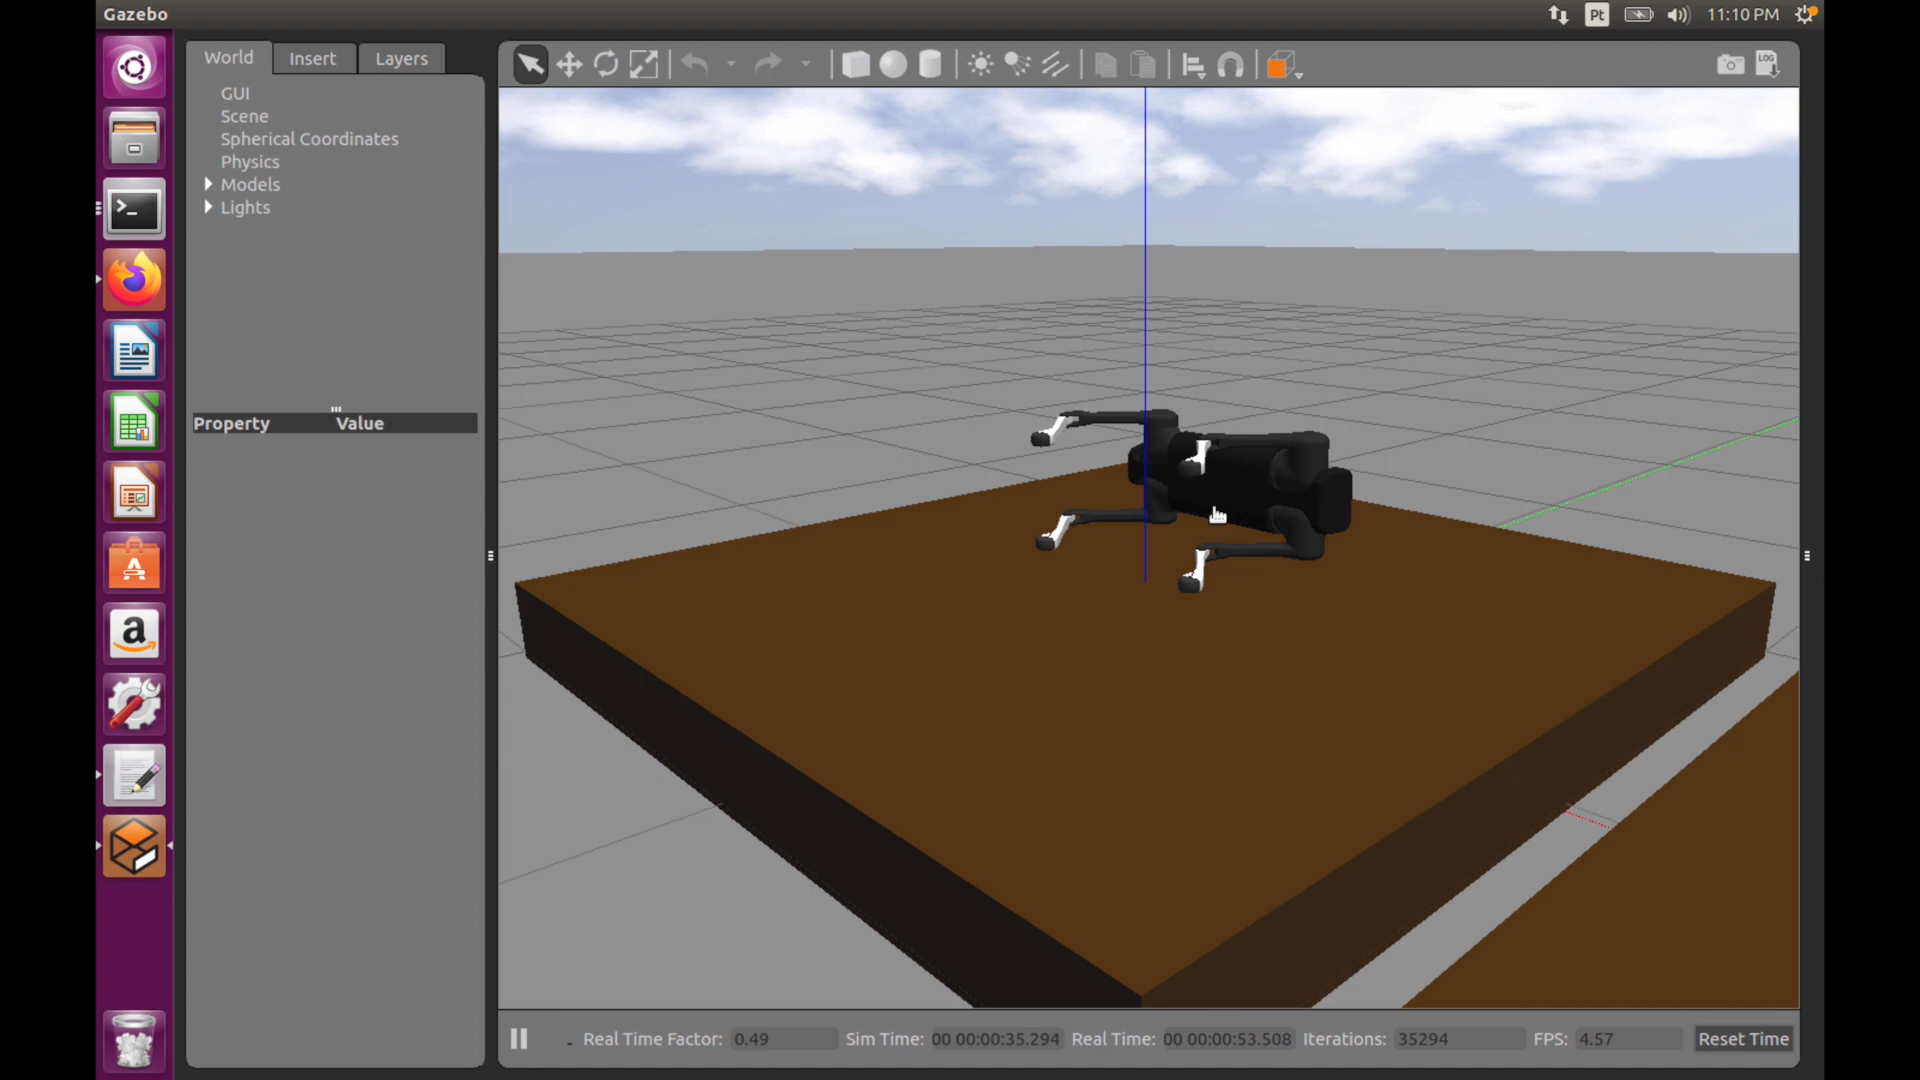 Gazebo
Pt
11:10 PM
World
Insert
Layers
GUI
Scene
Spherical Coordinates
Physics
Models
Lights
Property
Value
LOG
a
Real Time Factor: 0.49
Sim Time: 00 00:00:35.294
Real Time: 00 00:00:53.508
Iterations: 35294
FPS: 4.57
Reset Time